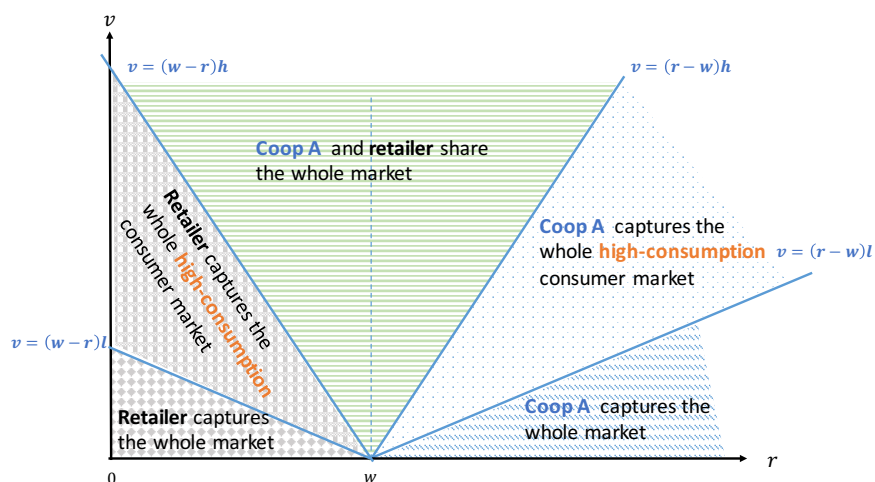 v
v = (w − r)h
v = (r − w)h
Coop A and retailer share
the whole market
Retailer captures the
whole high-consumption
consumer market
Coop A captures the
whole high-consumption
consumer market
v = (r − w)l
v = (w − r)l
Retailer captures
the whole market
Coop A captures the
whole market
0
w
r